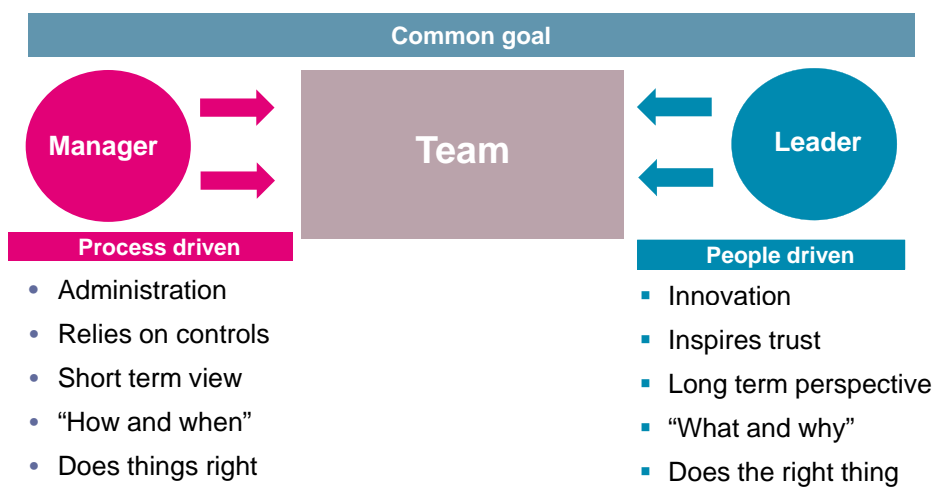 Common goal
Manager
Team
Leader
Process driven
• Administration
• Relies on controls
• Short term view
• “How and when”
• Does things right
People driven
▪ Innovation
▪ Inspires trust
▪ Long term perspective
▪ “What and why”
▪ Does the right thing